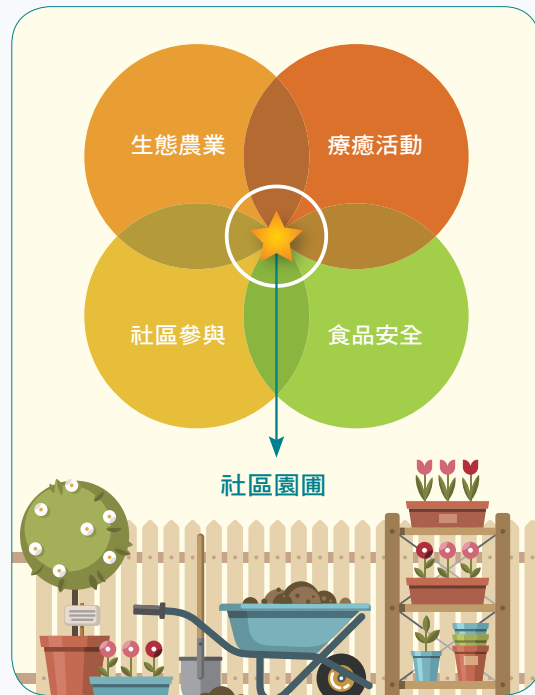 生態農業
療癒活動
社區參與
食品安全
社區園圃